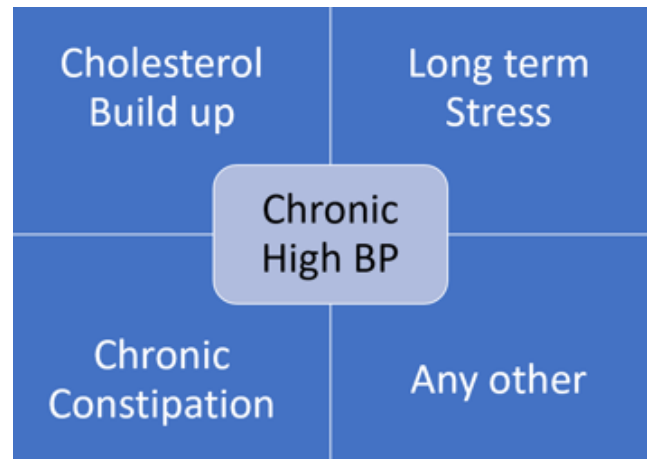 Cholesterol
Build up
Long term
Stress
Chronic
High BP
Chronic
Constipation
Any other